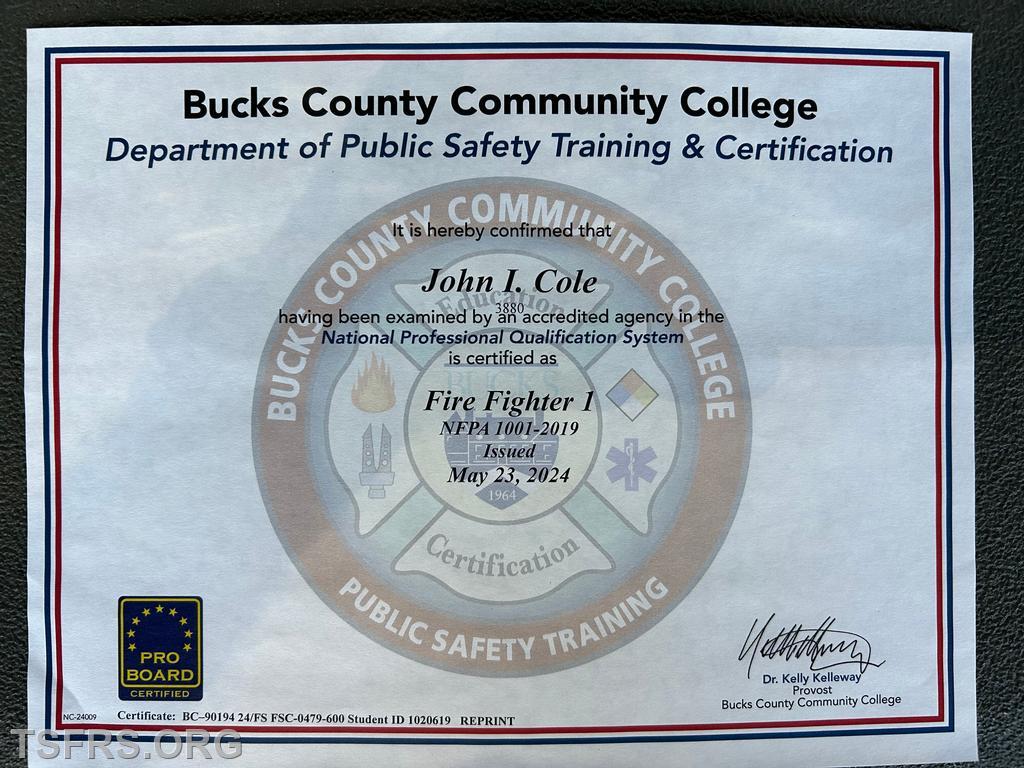 Bucks County Community College
Department of Public Safety Training & Certification
BUCKS COUNTY COMMUNITY COLLEGE
It is hereby confirmed that
John I. Cole
Education
3880
having been examined by an accredited agency in the
National Professional Qualification System
is certified as
BUCKS
Fire Fighter 1
NFPA 1001-2019
Issued
May 23, 2024
1964
Certification
PUBLIC SAFETY TRAINING
PRO
BOARD
CERTIFIED
Dr. Kelly Kelleway
Provost
Bucks County Community College
NC-24009
Certificate: BC–90194 24/FS FSC-0479-600 Student ID 1020619 REPRINT
TSFRS.ORG